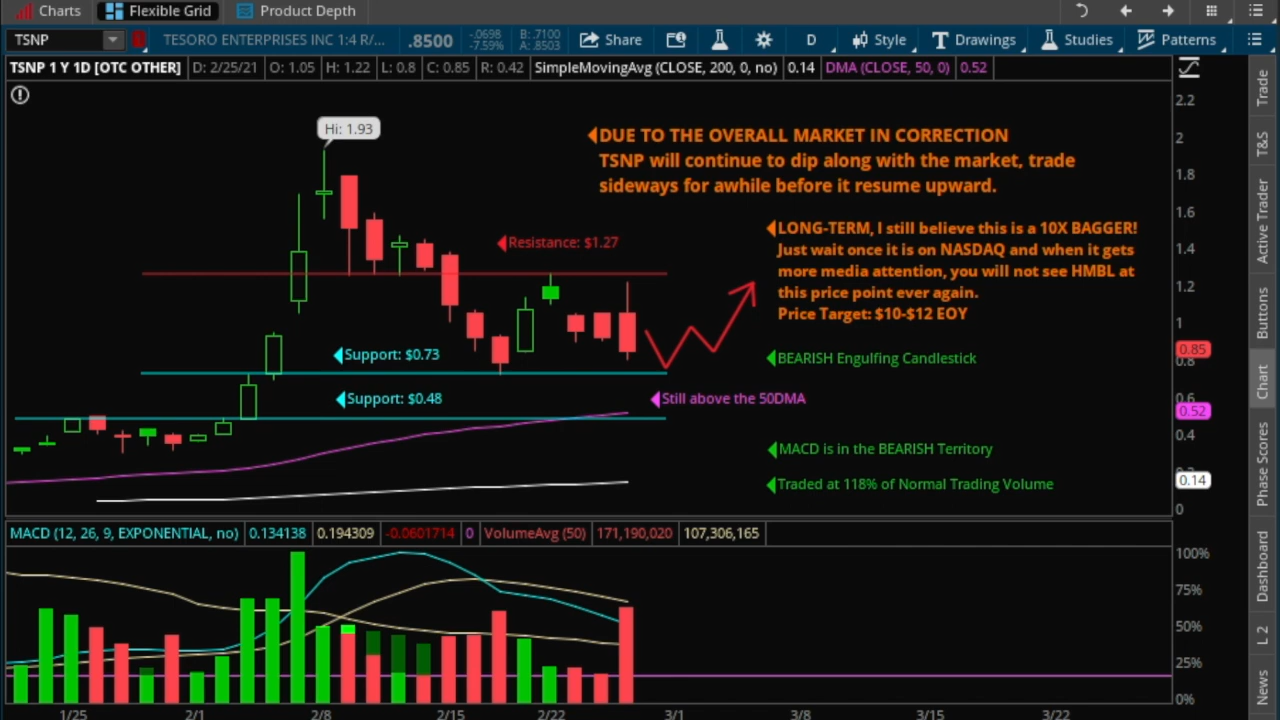 Charts Flexible Grid Product Depth
TSNP TESORO ENTERPRISES INC 1:4 R/... .8500 -.0698 -7.59% B: .7100 A: .8503 Share D Style Drawings Studies Patterns
TSNP 1 Y 1D [OTC OTHER] D: 2/25/21 O: 1.05 H: 1.22 L: 0.8 C: 0.85 R: 0.42 SimpleMovingAvg (CLOSE, 200, 0, no) 0.14 DMA (CLOSE, 50, 0) 0.52
Hi: 1.93
DUE TO THE OVERALL MARKET IN CORRECTION
TSNP will continue to dip along with the market, trade
sideways for awhile before it resume upward.
LONG-TERM, I still believe this is a 10X BAGGER!
Just wait once it is on NASDAQ and when it gets
more media attention, you will not see HMBL at
this price point ever again.
Price Target: $10-$12 EOY
Resistance: $1.27
Support: $0.73
BEARISH Engulfing Candlestick
Support: $0.48
Still above the 50DMA
MACD is in the BEARISH Territory
Traded at 118% of Normal Trading Volume
2.2
2
1.8
1.6
1.4
1.2
1
0.85
0.8
0.6
0.52
0.4
0.14
0
MACD (12, 26, 9, EXPONENTIAL, no) 0.134138 0.194309 -0.0601714 0 VolumeAvg (50) 171,190,020 107,306,165
100%
75%
50%
25%
0%
1/25 2/1 2/8 2/15 2/22 3/1 3/8 3/15 3/22
Trade
T&S
Active Trader
Buttons
Chart
Phase Scores
Dashboard
L 2
News